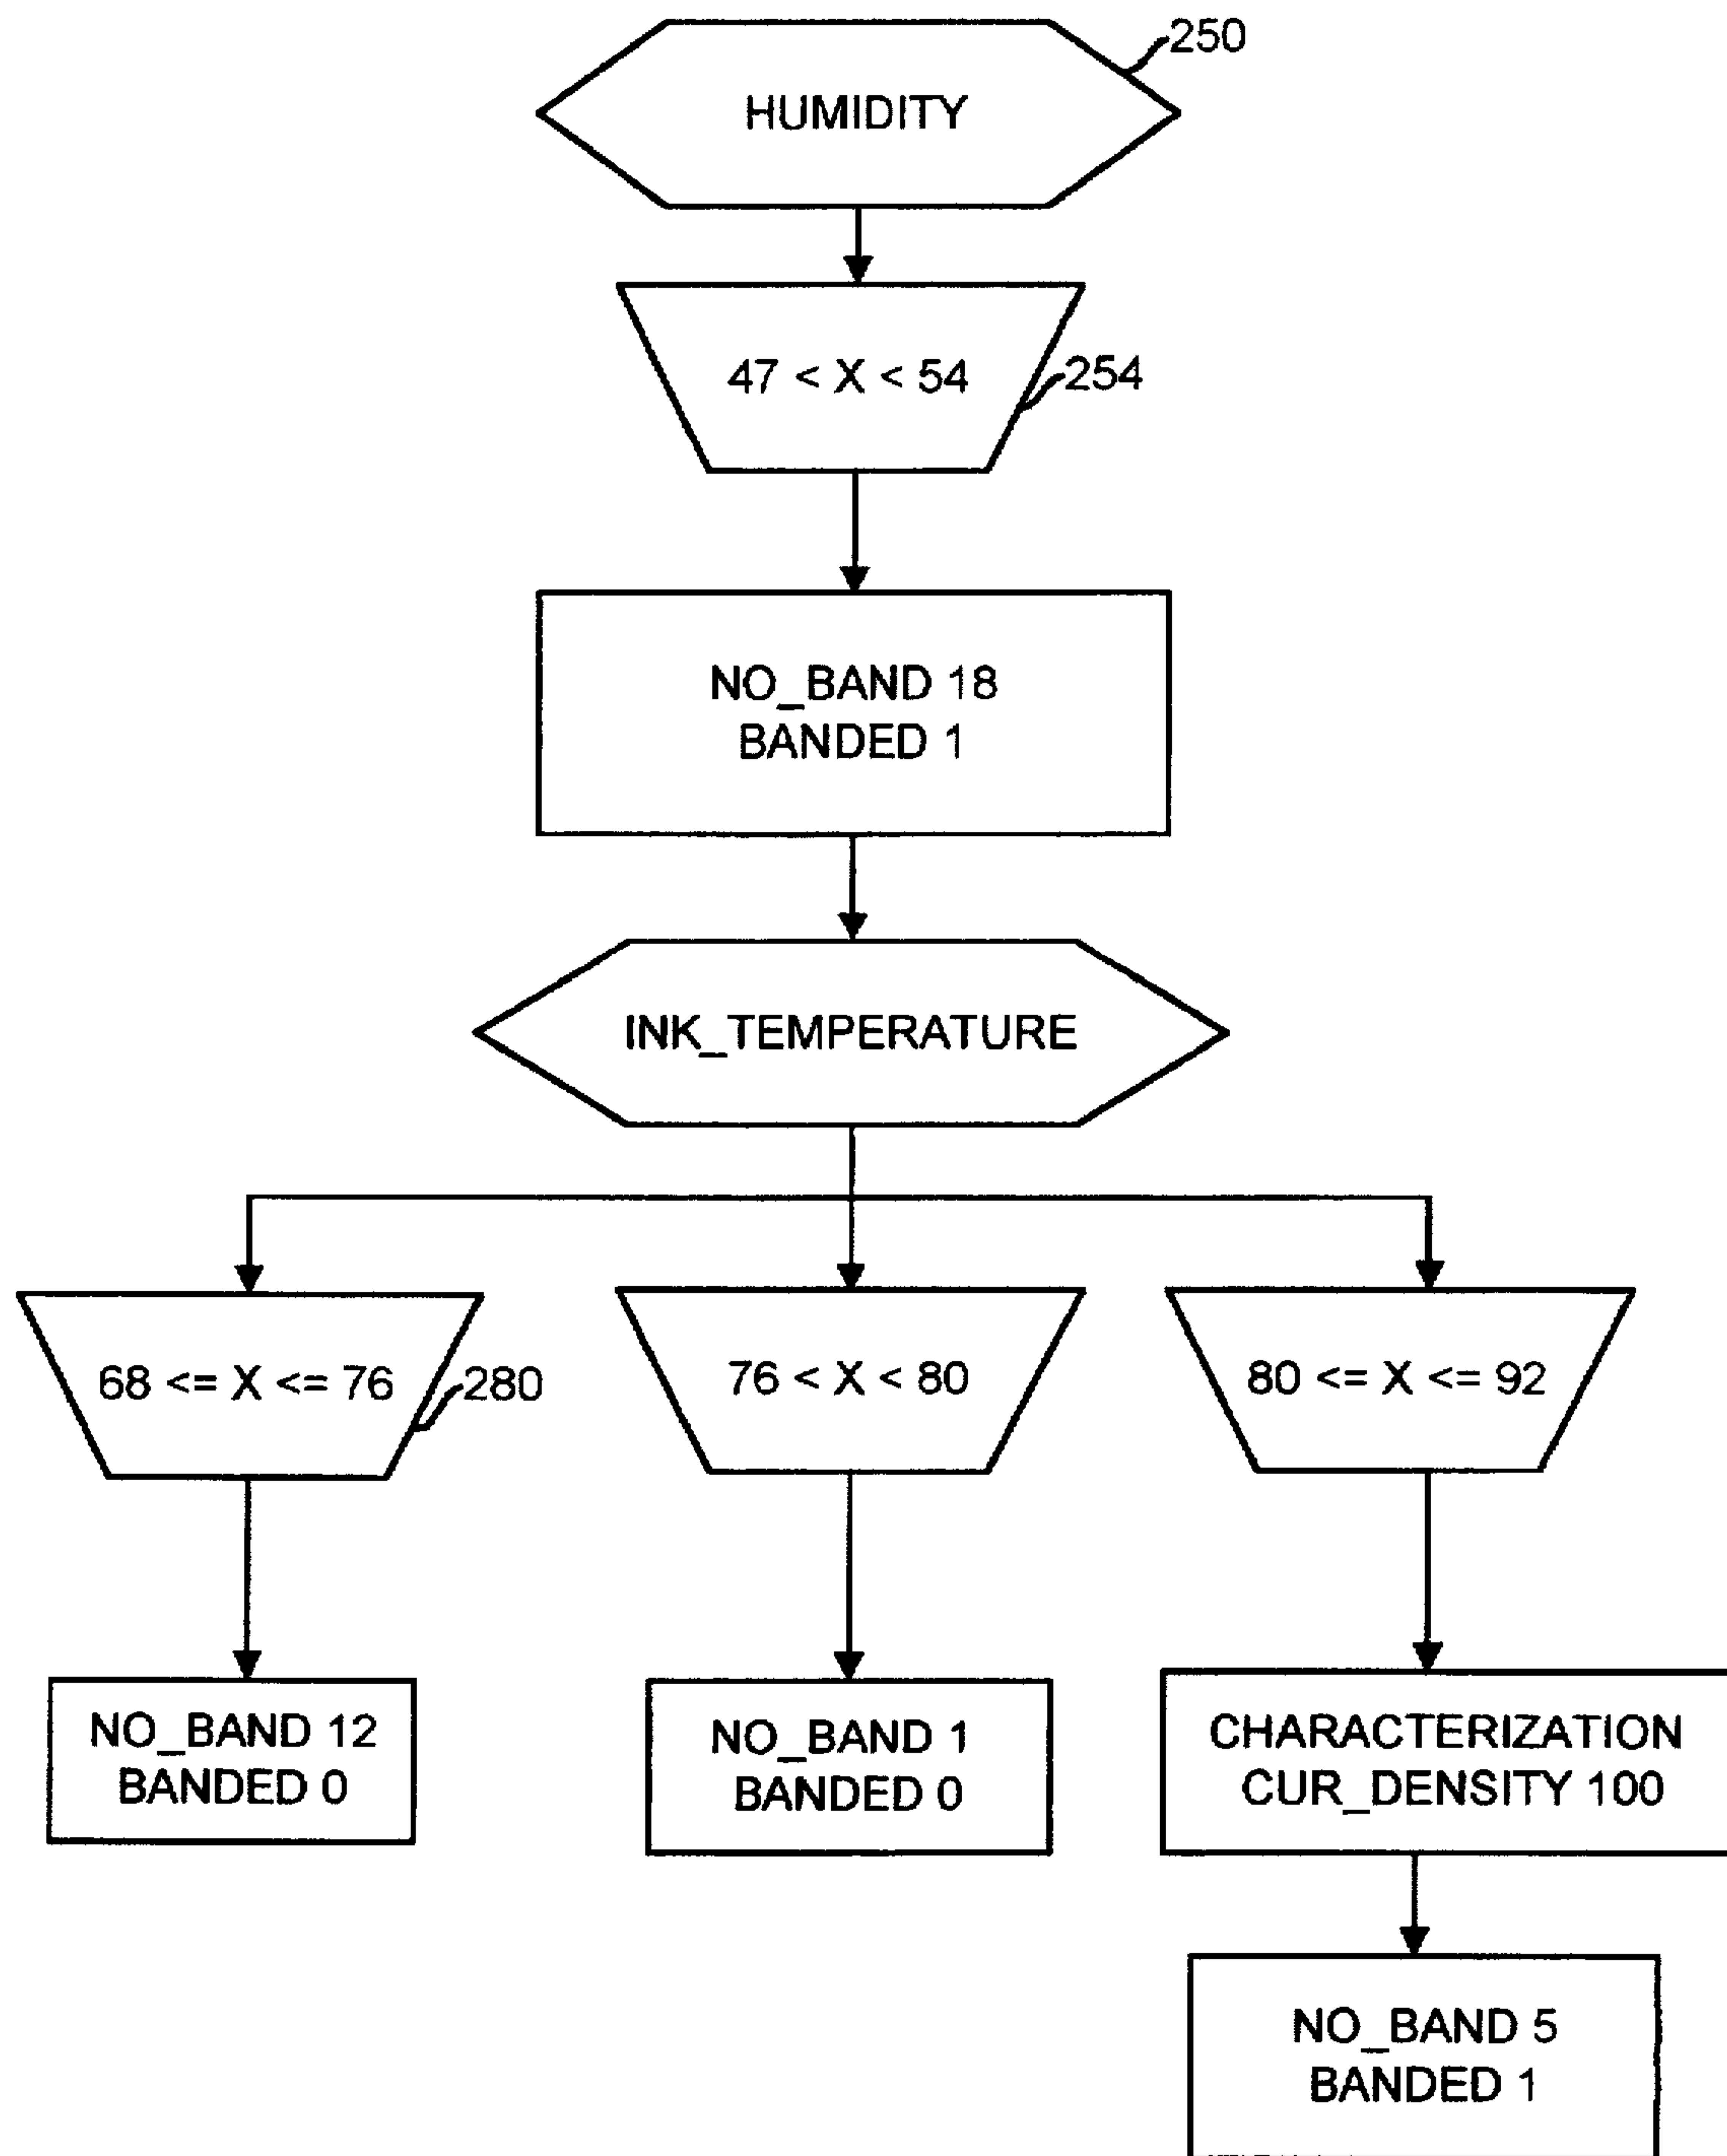 250
HUMIDITY
47 < X < 54
254
NO_BAND 18
BANDED 1
INK_TEMPERATURE
68 <= X <= 76
280
76 < X < 80
80 <= X <= 92
NO_BAND 12
BANDED 0
NO_BAND 1
BANDED 0
CHARACTERIZATION
CUR_DENSITY 100
NO_BAND 5
BANDED 1